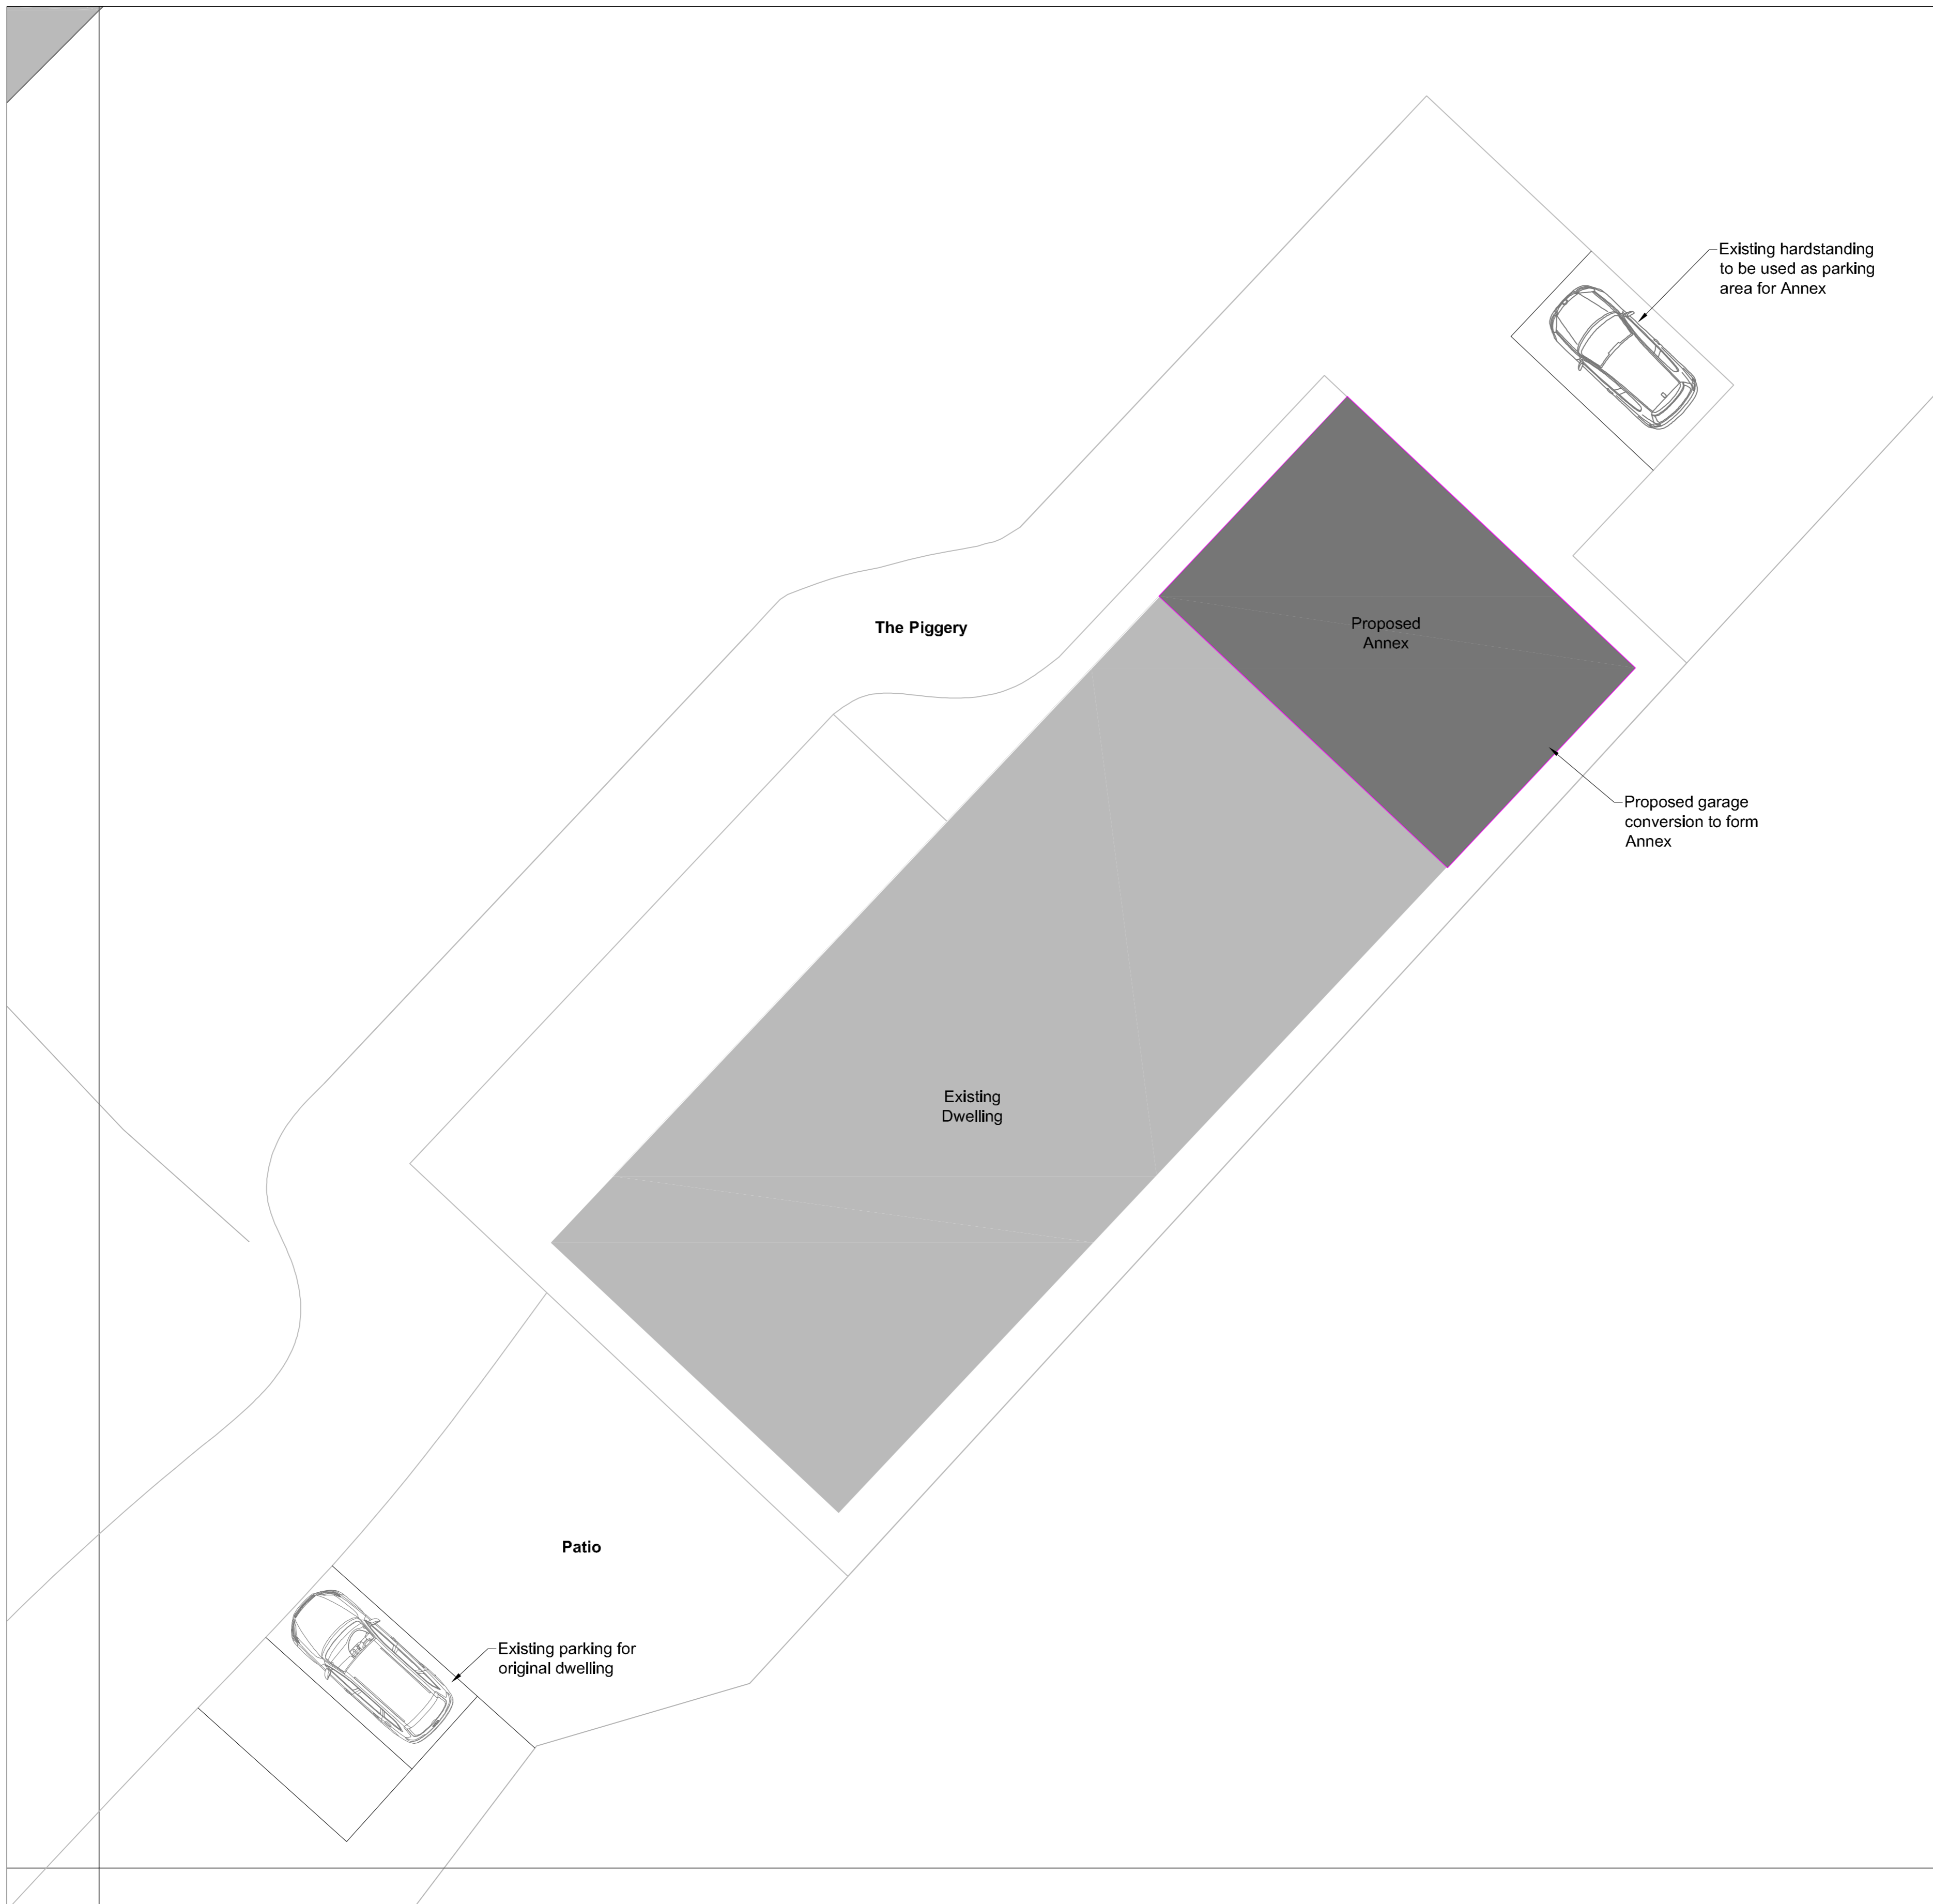 Existing hardstanding
to be used as parking
area for Annex
The Piggery
Proposed
Annex
Proposed garage
conversion to form
Annex
Existing
Dwelling
Patio
Existing parking for
original dwelling